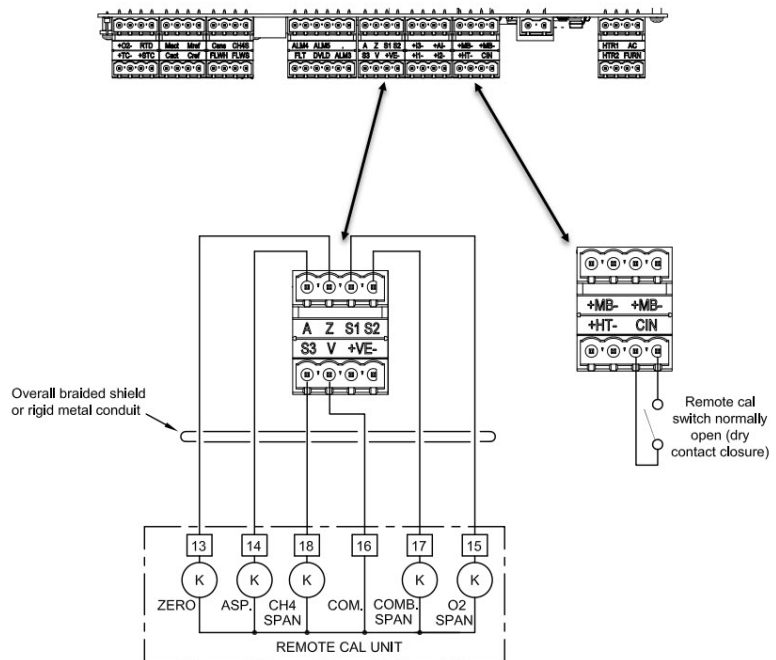 +O2- RTD Mact Mref Cans CH4S
+TC- +STC Cact Cref FLWH FLWS
ALM4 ALM5 A Z S1 S2 +I3- +AI- +MB- +MB-
FLT DVLD ALM3 S3 V +VE- +I1- +I2- +HT- CIN
HTR1 AC
HTR2 FURN
A Z S1 S2
S3 V +VE-
+MB- +MB-
+HT- CIN
Overall braided shield
or rigid metal conduit
Remote cal
switch normally
open (dry
contact closure)
13 14 18 16 17 15
K K K K K
ZERO ASP. CH4 SPAN COM. COMB. SPAN O2 SPAN
REMOTE CAL UNIT